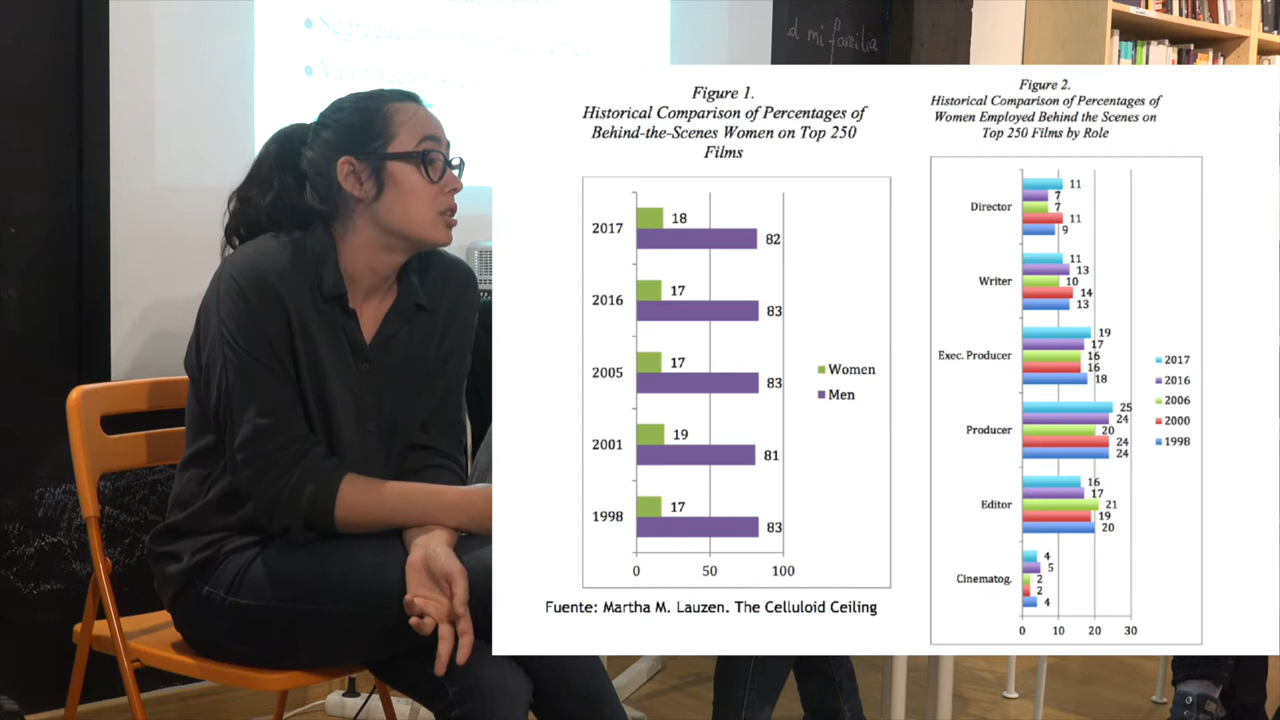 d mi familia
Figure 1.
Historical Comparison of Percentages of
Behind-the-Scenes Women on Top 250
Films
2017
18
82
2016
17
83
2005
17
83
2001
19
81
1998
17
83
0 50 100
Women
Men
Fuente: Martha M. Lauzen. The Celluloid Ceiling
Figure 2.
Historical Comparison of Percentages of
Women Employed Behind the Scenes on
Top 250 Films by Role
Director
11
7
7
11
9
Writer
11
13
10
14
13
Exec. Producer
19
17
16
16
18
Producer
25
24
20
24
24
Editor
16
17
21
19
20
Cinematog.
4
5
2
2
4
0 10 20 30
2017
2016
2006
2000
1998